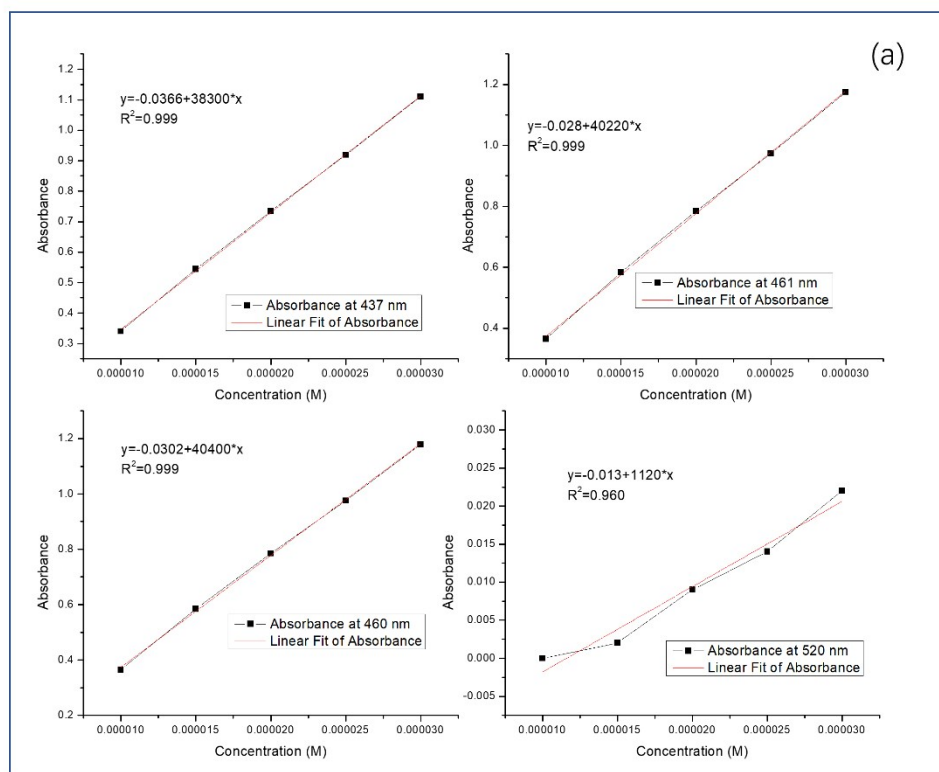 (a)
1.2
1.1
1.0
0.9
0.8
0.7
0.6
0.5
0.4
0.3
Absorbance
y=-0.0366+38300*x
R²=0.999
Absorbance at 437 nm
Linear Fit of Absorbance
0.000010 0.000015 0.000020 0.000025 0.000030
Concentration (M)
1.2
1.0
0.8
0.6
0.4
Absorbance
y=-0.028+40220*x
R²=0.999
Absorbance at 461 nm
Linear Fit of Absorbance
0.000010 0.000015 0.000020 0.000025 0.000030
Concentration (M)
1.2
1.0
0.8
0.6
0.4
0.2
Absorbance
y=-0.0302+40400*x
R²=0.999
Absorbance at 460 nm
Linear Fit of Absorbance
0.000010 0.000015 0.000020 0.000025 0.000030
Concentration (M)
0.030
0.025
0.020
0.015
0.010
0.005
0.000
-0.005
Absorbance
y=-0.013+1120*x
R²=0.960
Absorbance at 520 nm
Linear Fit of Absorbance
0.000010 0.000015 0.000020 0.000025 0.000030
Concentration (M)